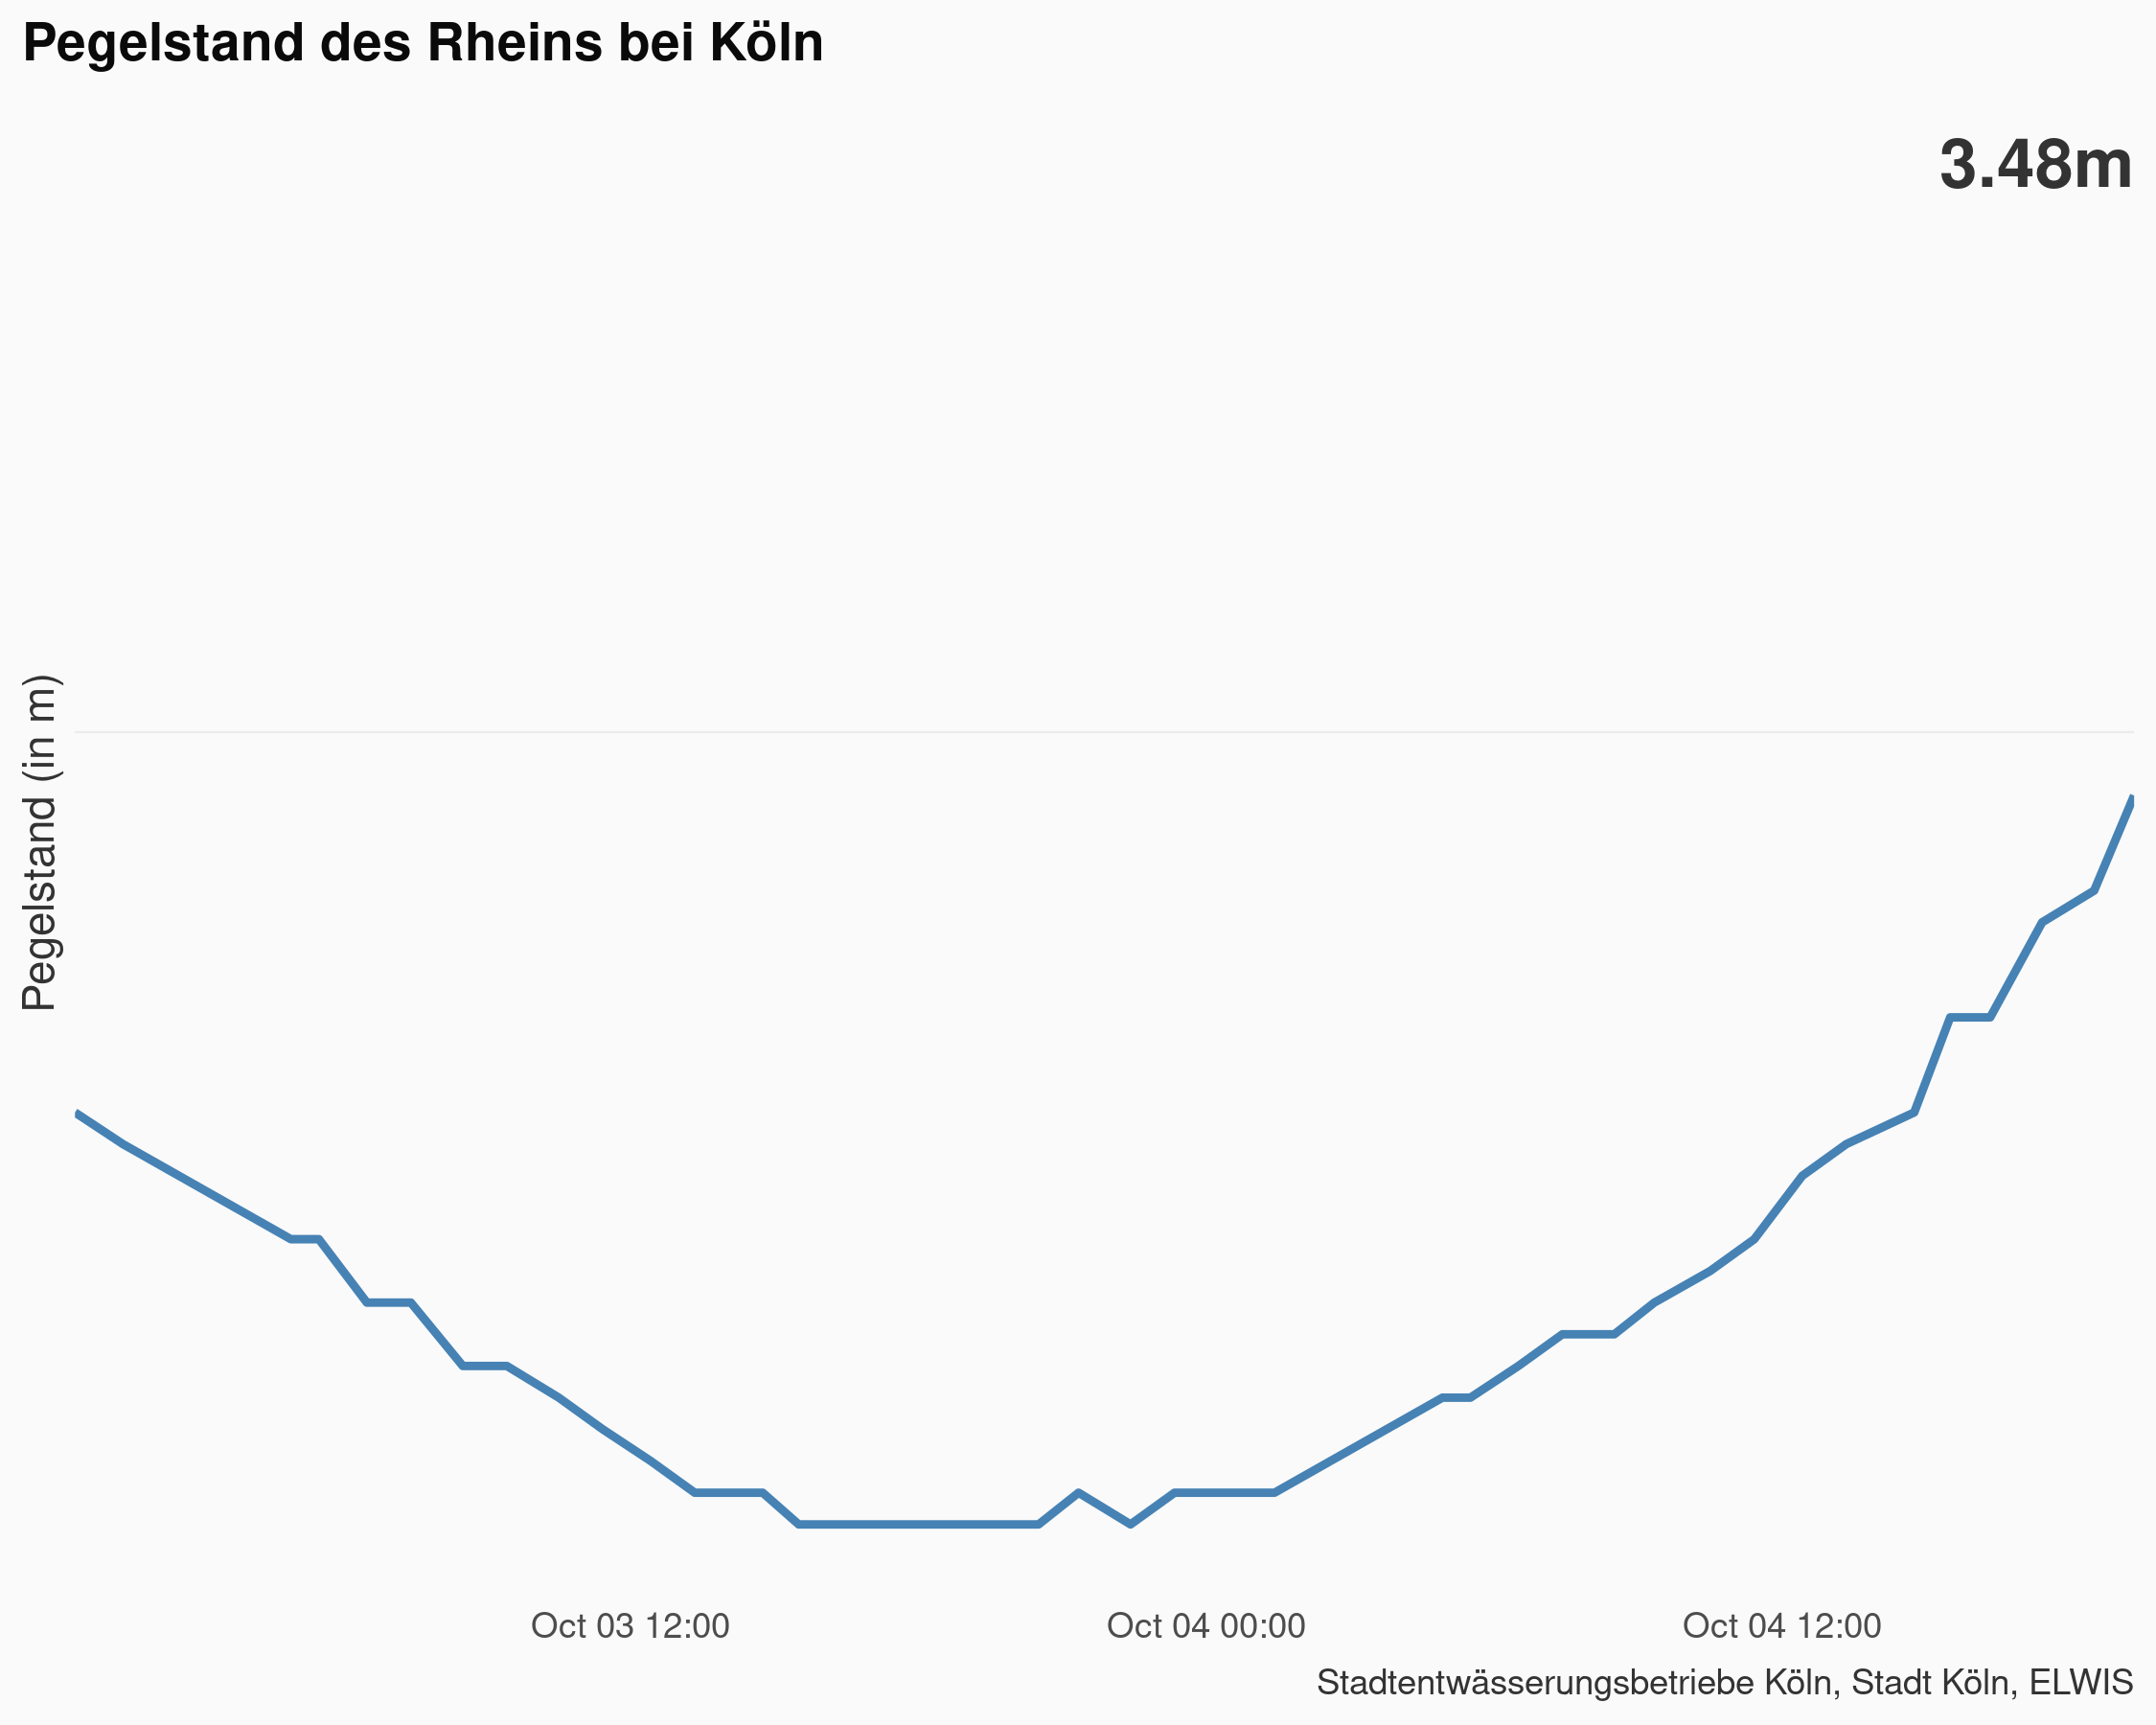 Pegelstand des Rheins bei Köln
3.48m
Pegelstand (in m)
Oct 03 12:00
Oct 04 00:00
Oct 04 12:00
Stadtentwässerungsbetriebe Köln, Stadt Köln, ELWIS